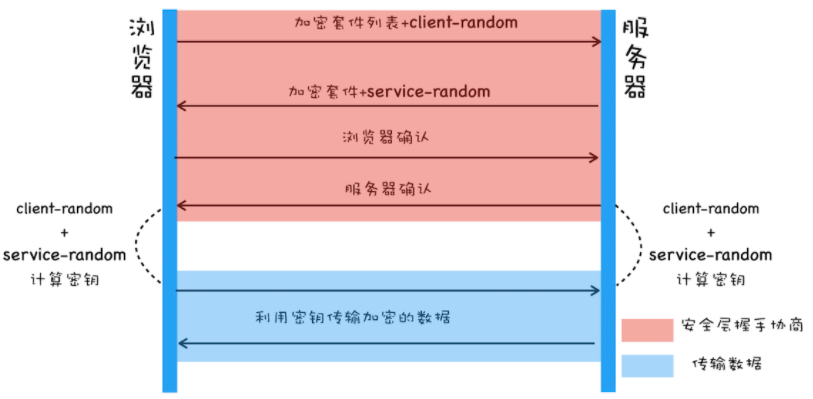 浏览器
服务器
加密套件列表+client-random
加密套件+service-random
浏览器确认
服务器确认
client-random
+
service-random
计算密钥
client-random
+
service-random
计算密钥
利用密钥传输加密的数据
安全层握手协商
传输数据